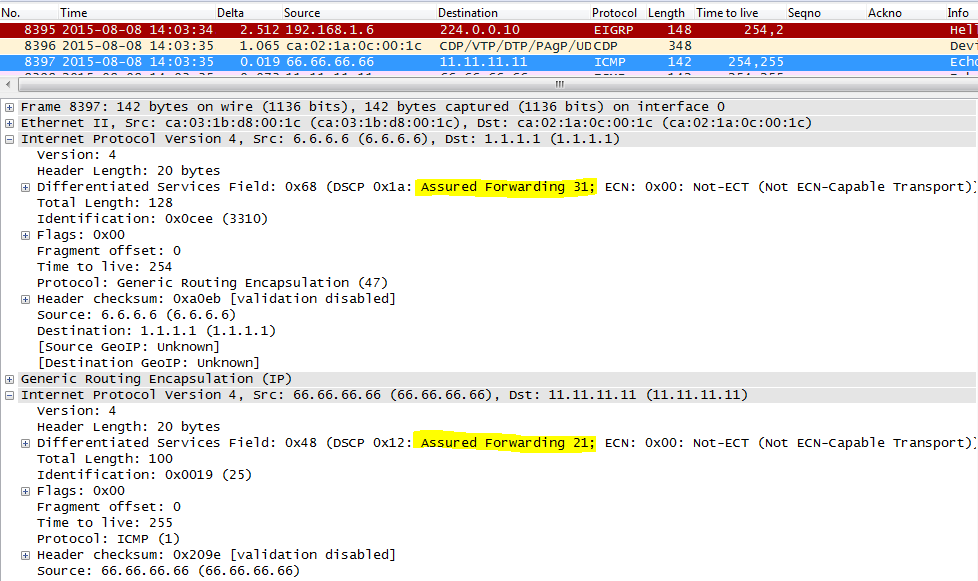 No. Time Delta Source Destination Protocol Length Time to live Seqno Ackno Info
8395 2015-08-08 14:03:34 2.512 192.168.1.6 224.0.0.10 EIGRP 148 254,2 Hel
8396 2015-08-08 14:03:35 1.065 ca:02:1a:0c:00:1c CDP/VTP/DTP/PAgP/UD CDP 348 Dev
8397 2015-08-08 14:03:35 0.019 66.66.66.66 11.11.11.11 ICMP 142 254,255 Echo
Frame 8397: 142 bytes on wire (1136 bits), 142 bytes captured (1136 bits) on interface 0
Ethernet II, Src: ca:03:1b:d8:00:1c (ca:03:1b:d8:00:1c), Dst: ca:02:1a:0c:00:1c (ca:02:1a:0c:00:1c)
Internet Protocol Version 4, Src: 6.6.6.6 (6.6.6.6), Dst: 1.1.1.1 (1.1.1.1)
Version: 4
Header Length: 20 bytes
Differentiated Services Field: 0x68 (DSCP 0x1a: Assured Forwarding 31; ECN: 0x00: Not-ECT (Not ECN-Capable Transport))
Total Length: 128
Identification: 0x0cee (3310)
Flags: 0x00
Fragment offset: 0
Time to live: 254
Protocol: Generic Routing Encapsulation (47)
Header checksum: 0xa0eb [validation disabled]
Source: 6.6.6.6 (6.6.6.6)
Destination: 1.1.1.1 (1.1.1.1)
[Source GeoIP: Unknown]
[Destination GeoIP: Unknown]
Generic Routing Encapsulation (IP)
Internet Protocol Version 4, Src: 66.66.66.66 (66.66.66.66), Dst: 11.11.11.11 (11.11.11.11)
Version: 4
Header Length: 20 bytes
Differentiated Services Field: 0x48 (DSCP 0x12: Assured Forwarding 21; ECN: 0x00: Not-ECT (Not ECN-Capable Transport))
Total Length: 100
Identification: 0x0019 (25)
Flags: 0x00
Fragment offset: 0
Time to live: 255
Protocol: ICMP (1)
Header checksum: 0x209e [validation disabled]
Source: 66.66.66.66 (66.66.66.66)